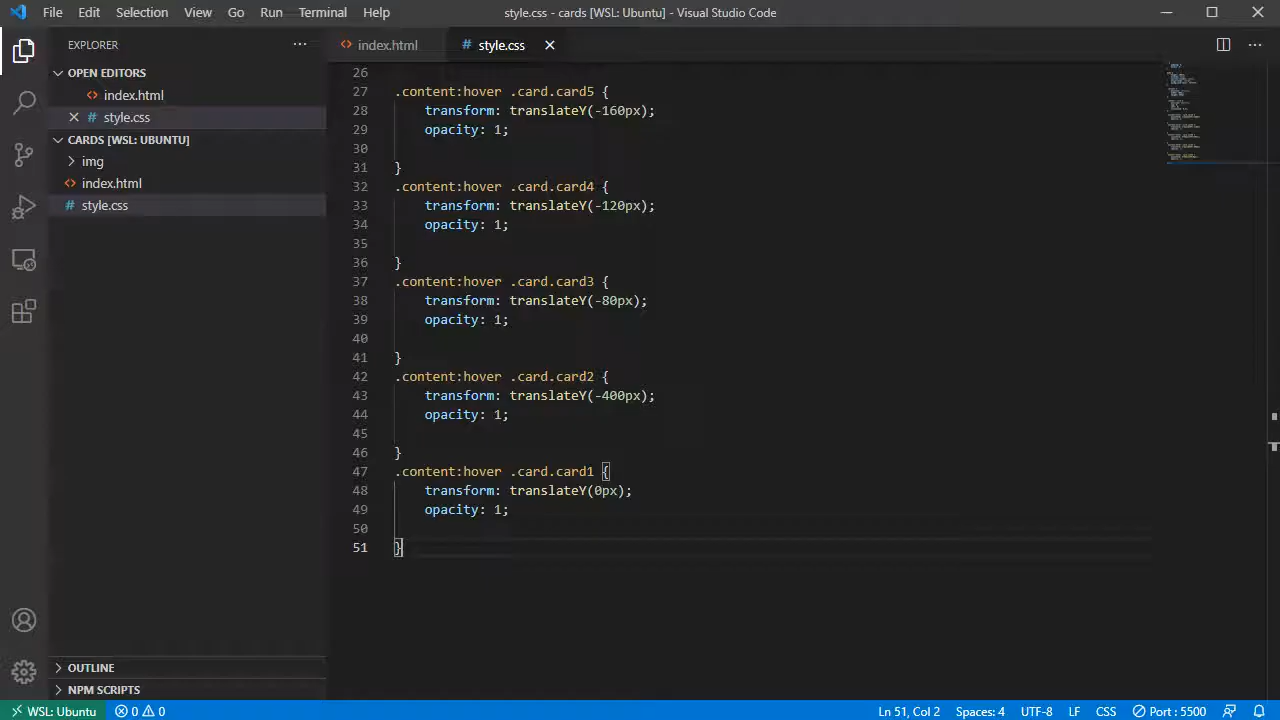 File Edit Selection View Go Run Terminal Help
style.css - cards [WSL: Ubuntu] - Visual Studio Code
EXPLORER
OPEN EDITORS
index.html
# style.css
CARDS [WSL: UBUNTU]
img
index.html
# style.css
OUTLINE
NPM SCRIPTS
index.html
# style.css
26
27 .content:hover .card.card5 {
28 transform: translateY(-160px);
29 opacity: 1;
30
31 }
32 .content:hover .card.card4 {
33 transform: translateY(-120px);
34 opacity: 1;
35
36 }
37 .content:hover .card.card3 {
38 transform: translateY(-80px);
39 opacity: 1;
40
41 }
42 .content:hover .card.card2 {
43 transform: translateY(-400px);
44 opacity: 1;
45
46 }
47 .content:hover .card.card1 {
48 transform: translateY(0px);
49 opacity: 1;
50
51 }
WSL: Ubuntu 0 0 Ln 51, Col 2 Spaces: 4 UTF-8 LF CSS Port : 5500